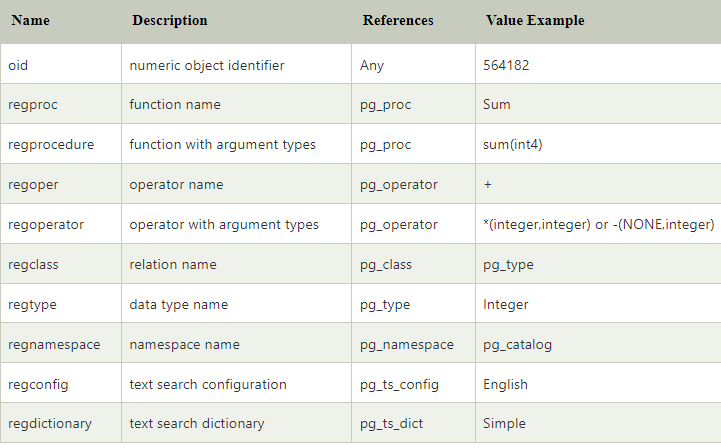 Name Description References Value Example
oid numeric object identifier Any 564182
regproc function name pg_proc Sum
regprocedure function with argument types pg_proc sum(int4)
regoper operator name pg_operator +
regoperator operator with argument types pg_operator *(integer,integer) or -(NONE,integer)
regclass relation name pg_class pg_type
regtype data type name pg_type Integer
regnamespace namespace name pg_namespace pg_catalog
regconfig text search configuration pg_ts_config English
regdictionary text search dictionary pg_ts_dict Simple